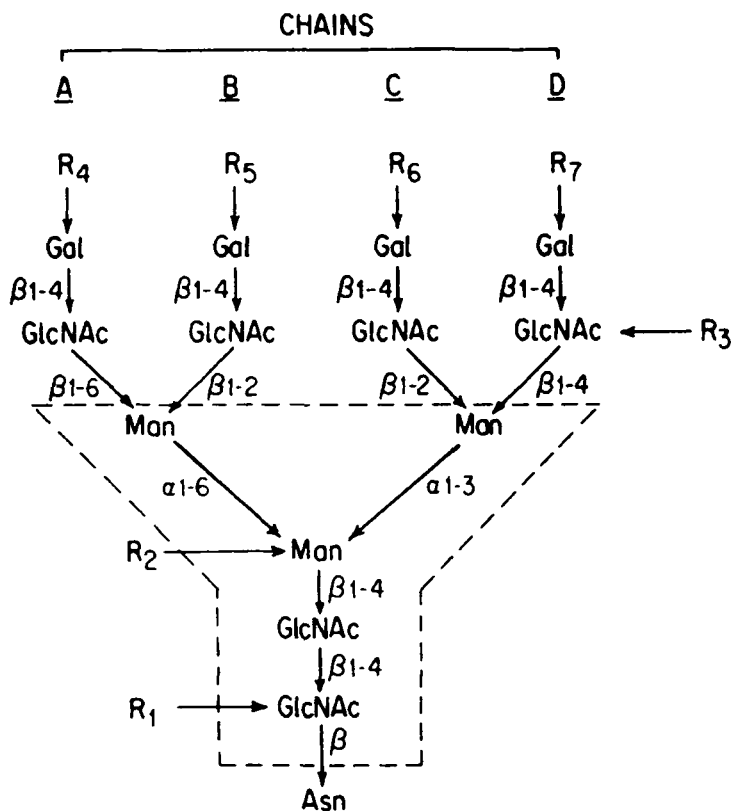 CHAINS
A B C D
R4 R5 R6 R7
Gal Gal Gal Gal
β1-4 β1-4 β1-4 β1-4
GlcNAc GlcNAc GlcNAc GlcNAc R3
β1-6 β1-2 β1-2 β1-4
Man Man
α1-6 α1-3
R2 Man
β1-4
GlcNAc
β1-4
R1 GlcNAc
β
Asn